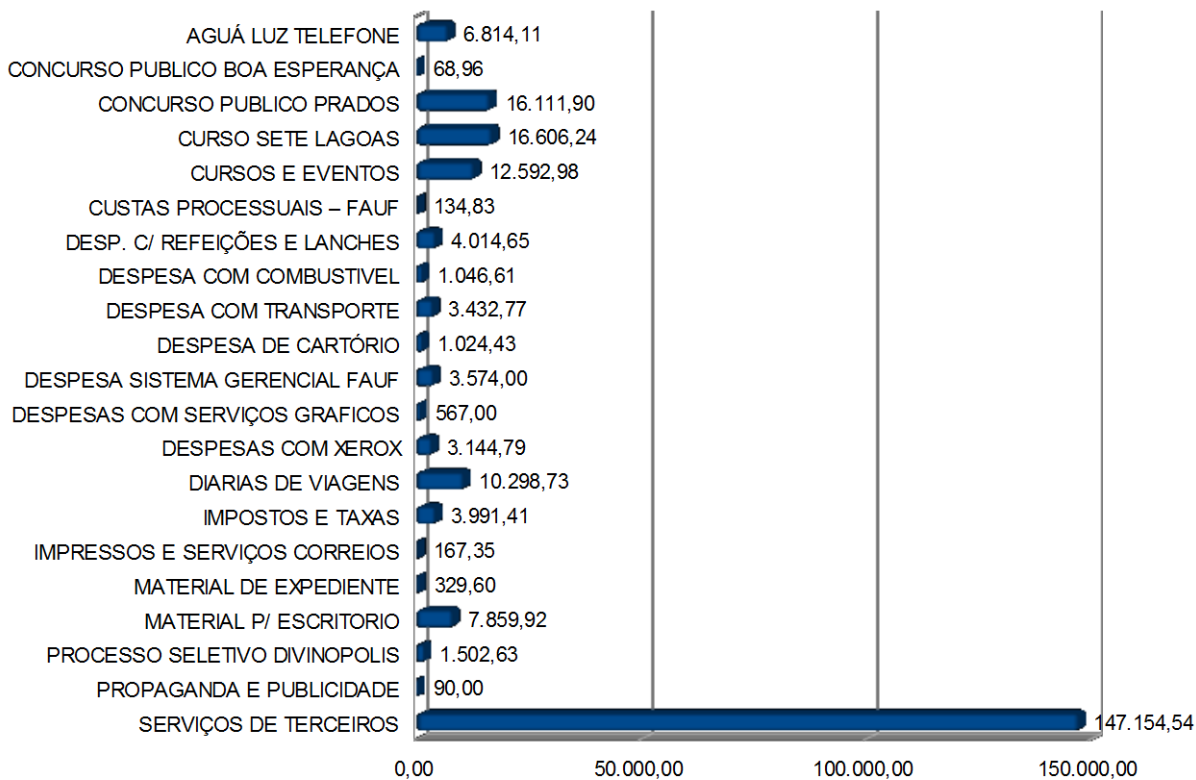 AGUÁ LUZ TELEFONE 6.814,11
CONCURSO PUBLICO BOA ESPERANÇA 68,96
CONCURSO PUBLICO PRADOS 16.111,90
CURSO SETE LAGOAS 16.606,24
CURSOS E EVENTOS 12.592,98
CUSTAS PROCESSUAIS – FAUF 134,83
DESP. C/ REFEIÇÕES E LANCHES 4.014,65
DESPESA COM COMBUSTIVEL 1.046,61
DESPESA COM TRANSPORTE 3.432,77
DESPESA DE CARTÓRIO 1.024,43
DESPESA SISTEMA GERENCIAL FAUF 3.574,00
DESPESAS COM SERVIÇOS GRAFICOS 567,00
DESPESAS COM XEROX 3.144,79
DIARIAS DE VIAGENS 10.298,73
IMPOSTOS E TAXAS 3.991,41
IMPRESSOS E SERVIÇOS CORREIOS 167,35
MATERIAL DE EXPEDIENTE 329,60
MATERIAL P/ ESCRITORIO 7.859,92
PROCESSO SELETIVO DIVINOPOLIS 1.502,63
PROPAGANDA E PUBLICIDADE 90,00
SERVIÇOS DE TERCEIROS 147.154,54
0,00 50.000,00 100.000,00 150.000,00